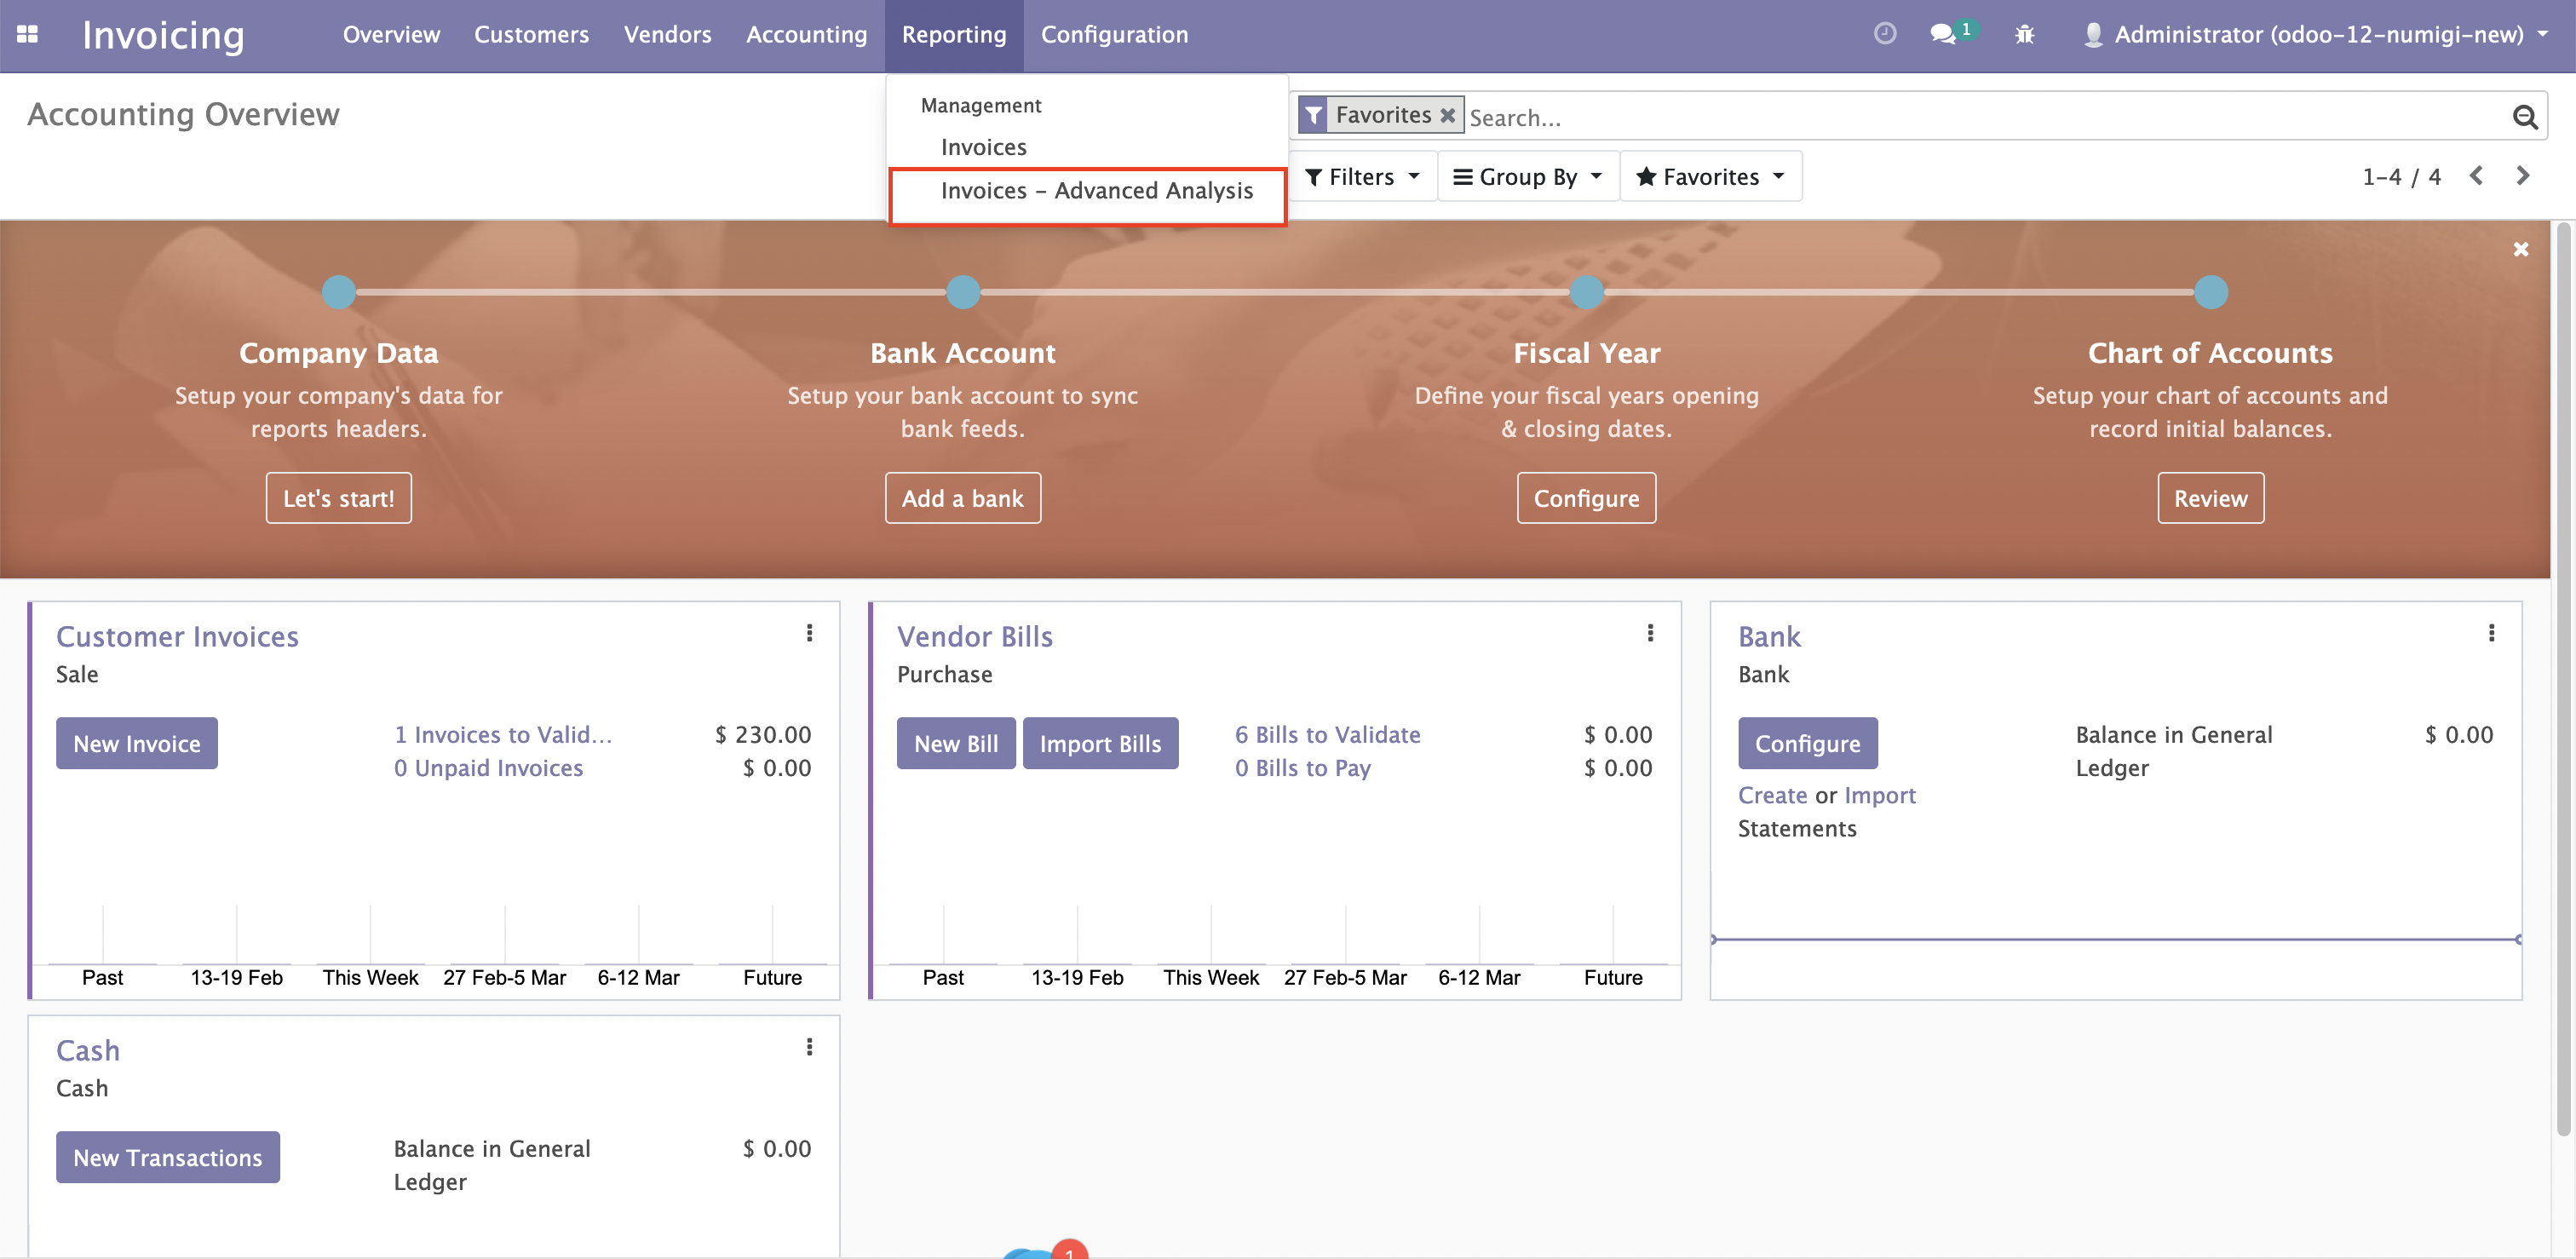 Invoicing
Overview
Customers
Vendors
Accounting
Reporting
Configuration
1
Administrator (odoo-12-numigi-new)
Accounting Overview
Management
Invoices
Invoices - Advanced Analysis
Favorites
Search...
Filters
Group By
Favorites
1-4 / 4
Company Data
Setup your company's data for
reports headers.
Let's start!
Bank Account
Setup your bank account to sync
bank feeds.
Add a bank
Fiscal Year
Define your fiscal years opening
& closing dates.
Configure
Chart of Accounts
Setup your chart of accounts and
record initial balances.
Review
Customer Invoices
Sale
New Invoice
1 Invoices to Valid... $ 230.00
0 Unpaid Invoices $ 0.00
Past 13-19 Feb This Week 27 Feb-5 Mar 6-12 Mar Future
Vendor Bills
Purchase
New Bill
Import Bills
6 Bills to Validate $ 0.00
0 Bills to Pay $ 0.00
Past 13-19 Feb This Week 27 Feb-5 Mar 6-12 Mar Future
Bank
Bank
Configure
Create or Import
Statements
Balance in General $ 0.00
Ledger
Cash
Cash
New Transactions
Balance in General $ 0.00
Ledger
1